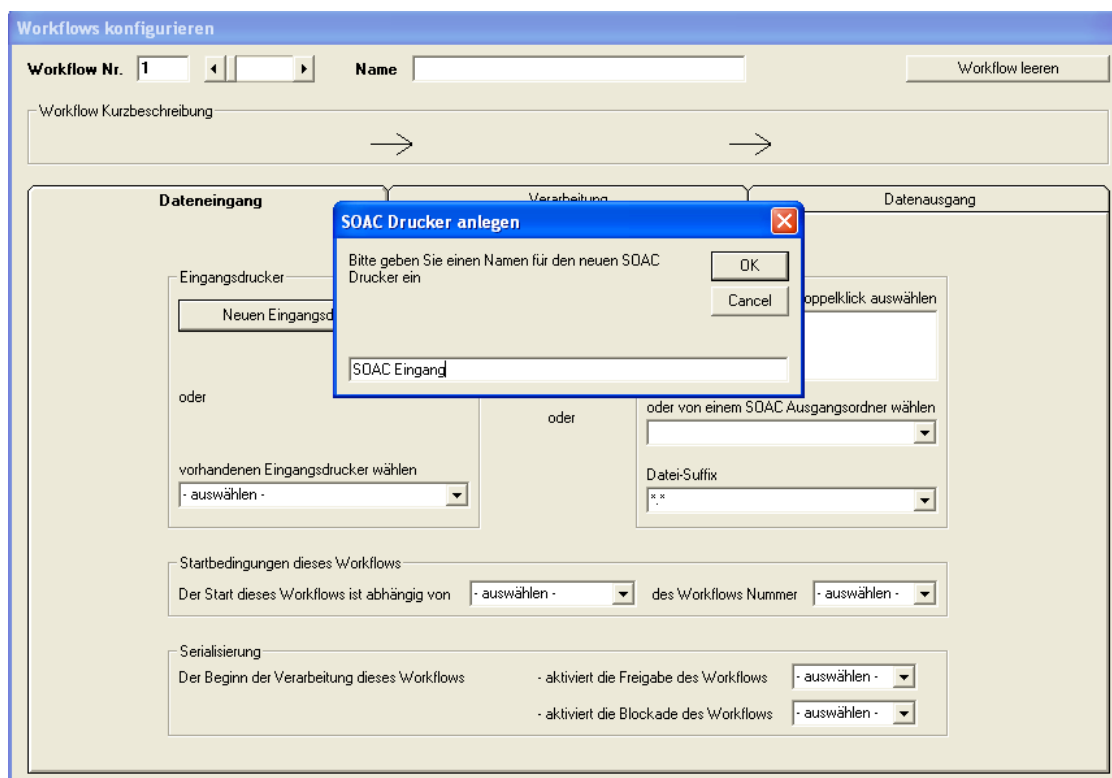 Workflows konfigurieren
Workflow Nr. 1 Name Workflow leeren
Workflow Kurzbeschreibung
Dateneingang Verarbeitung Datenausgang
SOAC Drucker anlegen
Bitte geben Sie einen Namen für den neuen SOAC
Drucker ein
OK
Cancel
SOAC Eingang
Eingangsdrucker
Neuen Eingangsd
oppelklick auswählen
oder
oder
oder von einem SOAC Ausgangsordner wählen
vorhandenen Eingangsdrucker wählen
- auswählen -
Datei-Suffix
*.*
Startbedingungen dieses Workflows
Der Start dieses Workflows ist abhängig von - auswählen - des Workflows Nummer - auswählen -
Serialisierung
Der Beginn der Verarbeitung dieses Workflows - aktiviert die Freigabe des Workflows - auswählen -
- aktiviert die Blockade des Workflows - auswählen -